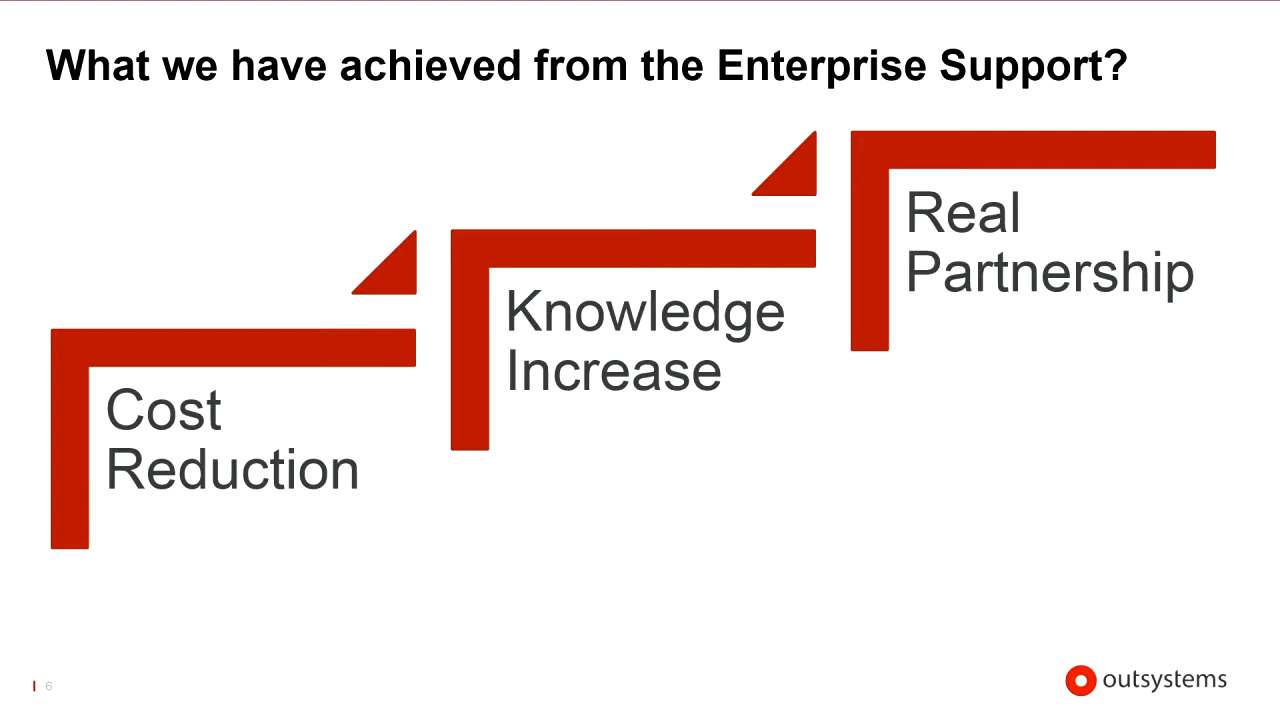 What we have achieved from the Enterprise Support?
Cost
Reduction
Knowledge
Increase
Real
Partnership
6
outsystems